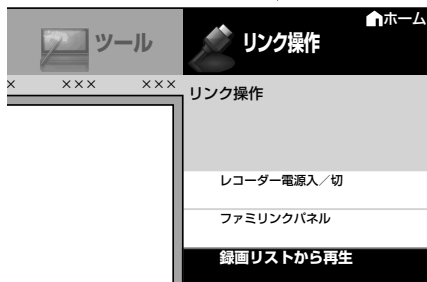 ホーム
ツール
リンク操作
× ××× ×××
リンク操作
レコーダー電源入／切
ファミリンクパネル
録画リストから再生